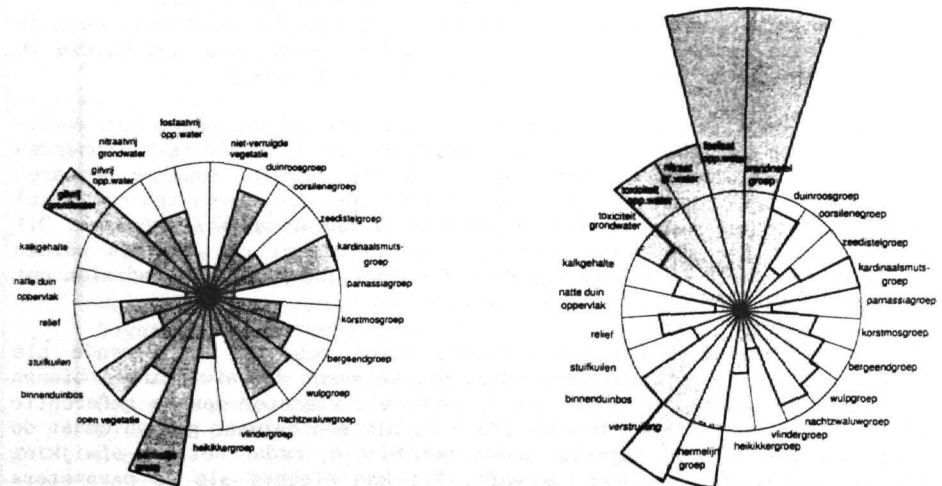 fosfaatvrij
opp.water
niet-verruigde
vegetatie
nitraatvrij
grondwater
duinroosgroep
gifvrij
opp.water
oorsilenegroep
gifvrij
grondwater
zeedistelgroep
kalkgehalte
kardinaalsmuts-
groep
natte duin
oppervlak
parnassiagroep
relief
korstmosgroep
stuifkuilen
bergeendgroep
binnenduinbos
wulpgroep
open vegetatie
nachtzwaluwgroep
vlindergroep
heikikkergroep
groep
fosfaat
opp.water
groep
nitraat
water
toxiciteit
opp.water
duinroosgroep
toxiciteit
grondwater
oorsilenegroep
zeedistelgroep
kalkgehalte
kardinaalsmuts-
groep
natte duin
oppervlak
parnassiagroep
relief
korstmosgroep
stuifkuilen
bergeendgroep
binnenduinbos
wulpgroep
verstruiking
nachtzwaluwgroep
vlindergroep
hermelijn
groep
heikikkergroep